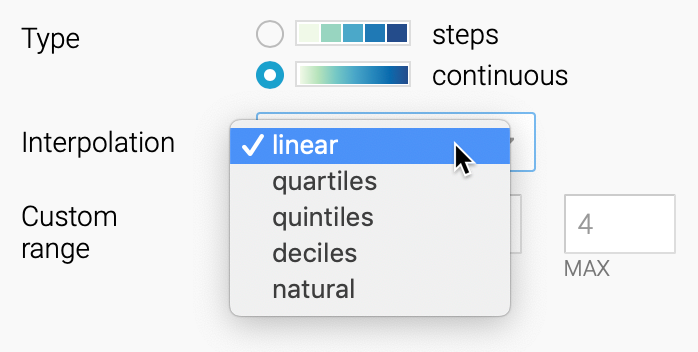 Type
steps
continuous
Interpolation
linear
quartiles
quintiles
deciles
natural
Custom
range
4
MAX